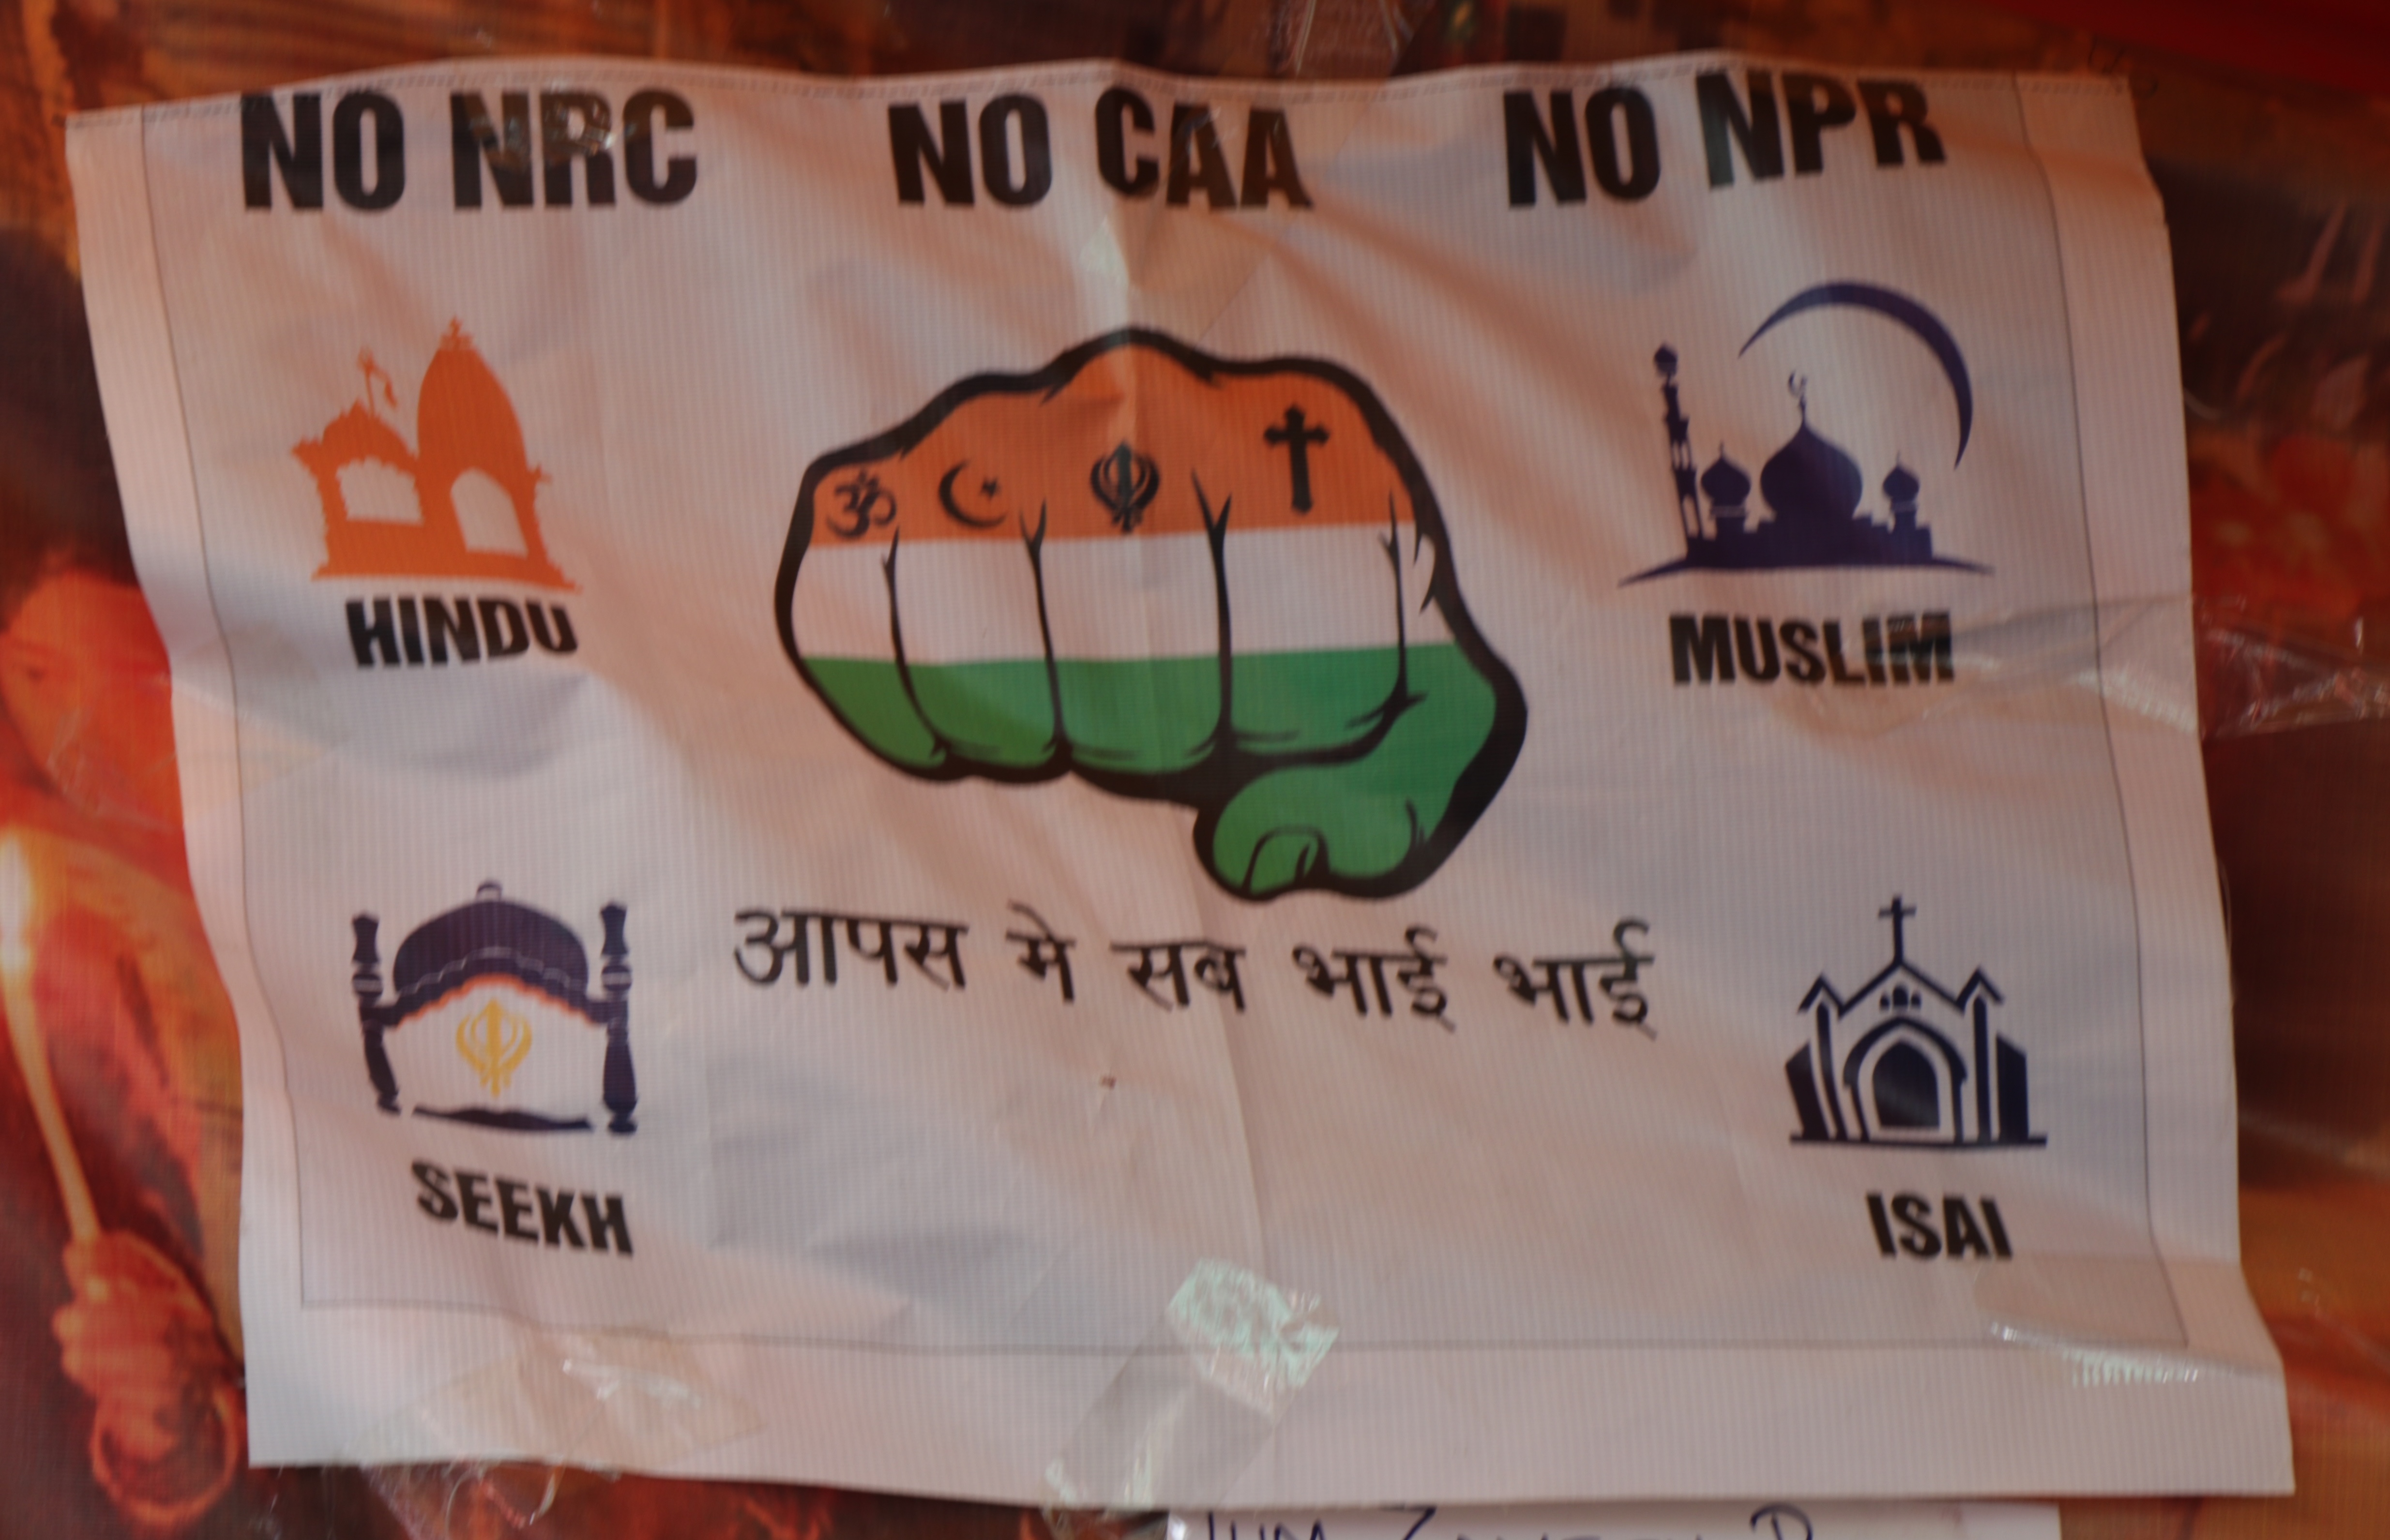 NO NRC NO CAA NO NPR
HINDU
MUSLIM
आपस मे सब भाई भाई
SEEKH
ISAI